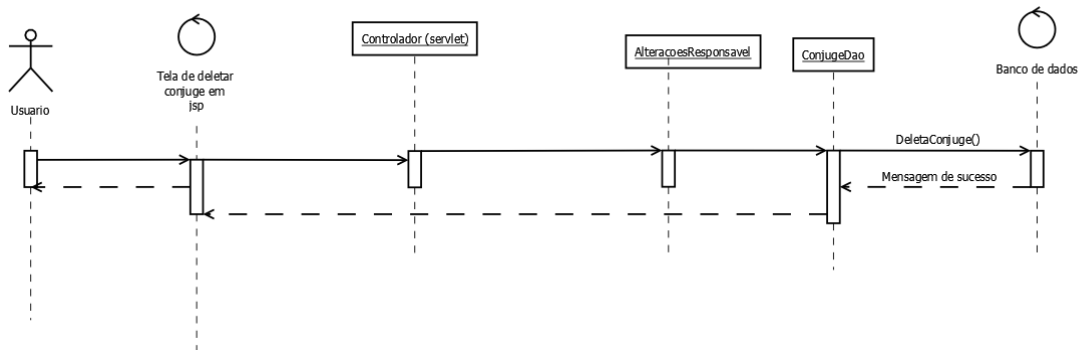 Usuario
Tela de deletar
conjuge em
jsp
Controlador (servlet)
AlteracoesResponsavel
ConjugeDao
Banco de dados
DeletaConjuge()
Mensagem de sucesso